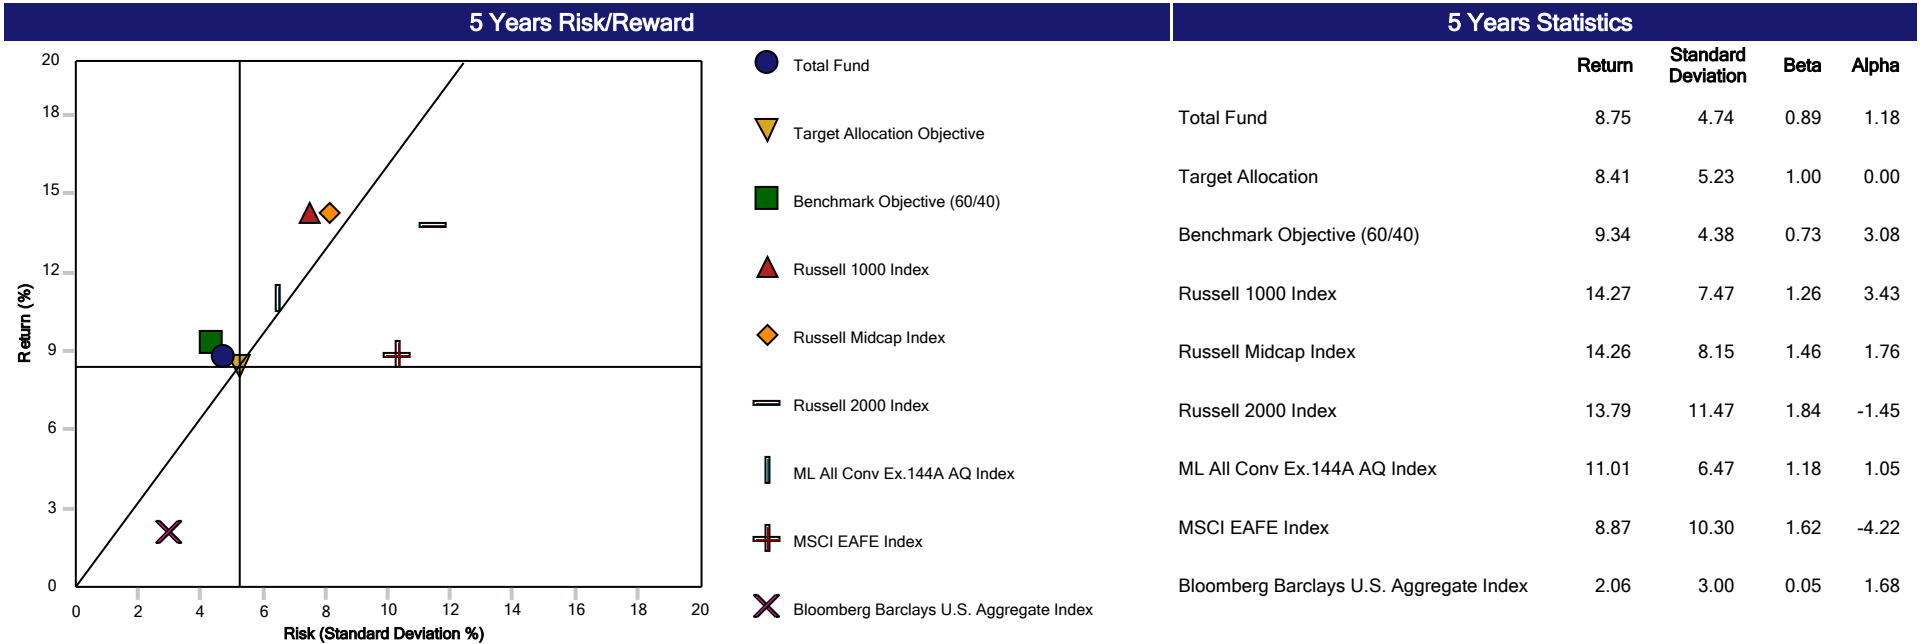 5 Years Risk/Reward
20
18
15
12
9
6
3
0
Return (%)
0 2 4 6 8 10 12 14 16 18 20
Risk (Standard Deviation %)
Total Fund
Target Allocation Objective
Benchmark Objective (60/40)
Russell 1000 Index
Russell Midcap Index
Russell 2000 Index
ML All Conv Ex.144A AQ Index
MSCI EAFE Index
Bloomberg Barclays U.S. Aggregate Index
5 Years Statistics
Return Standard Deviation Beta Alpha
Total Fund 8.75 4.74 0.89 1.18
Target Allocation 8.41 5.23 1.00 0.00
Benchmark Objective (60/40) 9.34 4.38 0.73 3.08
Russell 1000 Index 14.27 7.47 1.26 3.43
Russell Midcap Index 14.26 8.15 1.46 1.76
Russell 2000 Index 13.79 11.47 1.84 -1.45
ML All Conv Ex.144A AQ Index 11.01 6.47 1.18 1.05
MSCI EAFE Index 8.87 10.30 1.62 -4.22
Bloomberg Barclays U.S. Aggregate Index 2.06 3.00 0.05 1.68